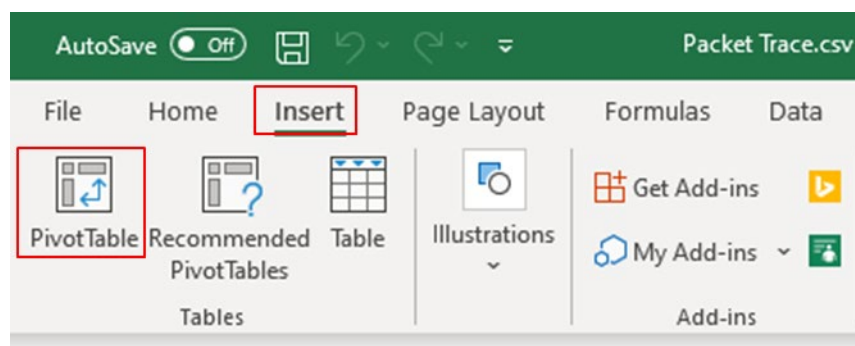 AutoSave Off Packet Trace.csv
File Home Insert Page Layout Formulas Data
PivotTable Recommended PivotTables Table
Illustrations
Get Add-ins
My Add-ins
Tables Add-ins